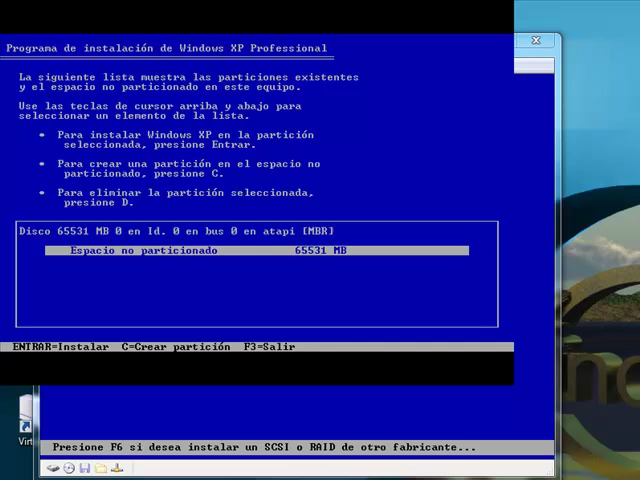 Programa de instalación de Windows XP Professional
La siguiente lista muestra las particiones existentes
y el espacio no particionado en este equipo.
Use las teclas de cursor arriba y abajo para
seleccionar un elemento de la lista.
• Para instalar Windows XP en la partición
seleccionada, presione Entrar.
• Para crear una partición en el espacio no
particionado, presione C.
• Para eliminar la partición seleccionada,
presione D.
Disco 65531 MB 0 en Id. 0 en bus 0 en atapi [MBR]
Espacio no particionado 65531 MB
ENTRAR=Instalar C=Crear partición F3=Salir
Virt
Presione F6 si desea instalar un SCSI o RAID de otro fabricante...